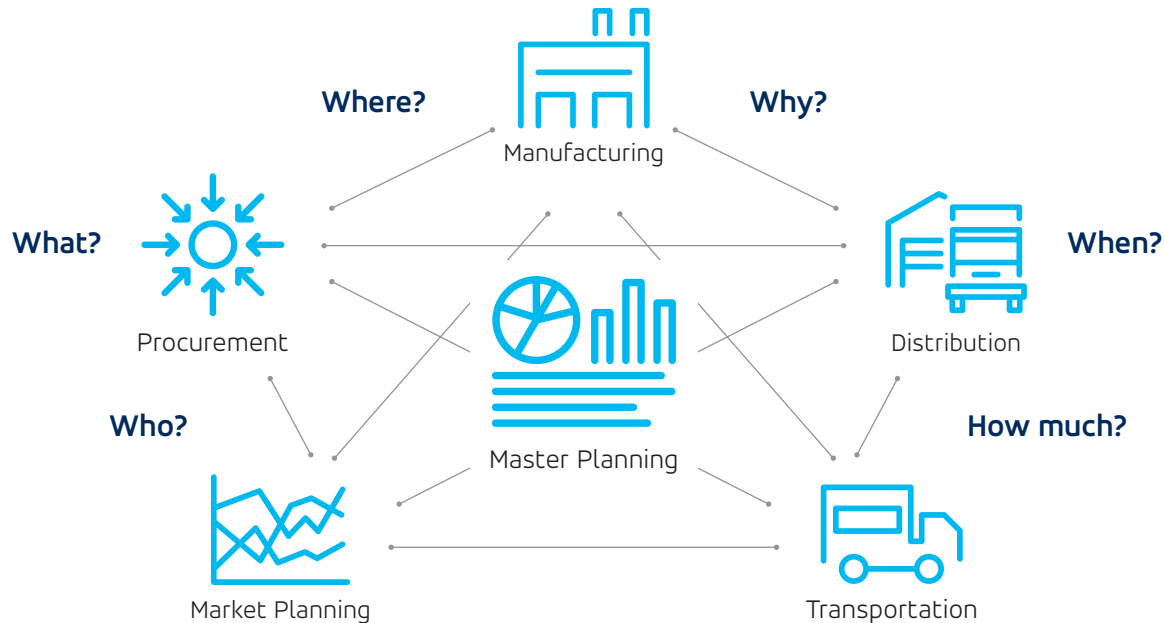 Where?
Why?
Manufacturing
What?
When?
Procurement
Distribution
Who?
How much?
Master Planning
Market Planning
Transportation